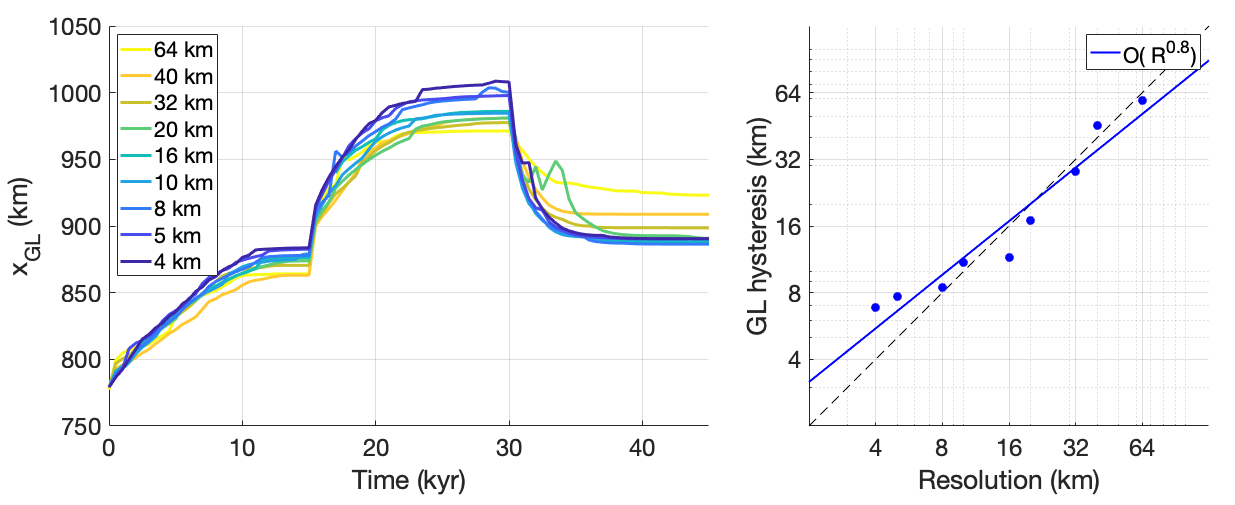 1050
1000
950
900
850
800
750
x_GL (km)
64 km
40 km
32 km
20 km
16 km
10 km
8 km
5 km
4 km
0 10 20 30 40
Time (kyr)
O( R^0.8)
64
32
16
8
4
GL hysteresis (km)
4 8 16 32 64
Resolution (km)